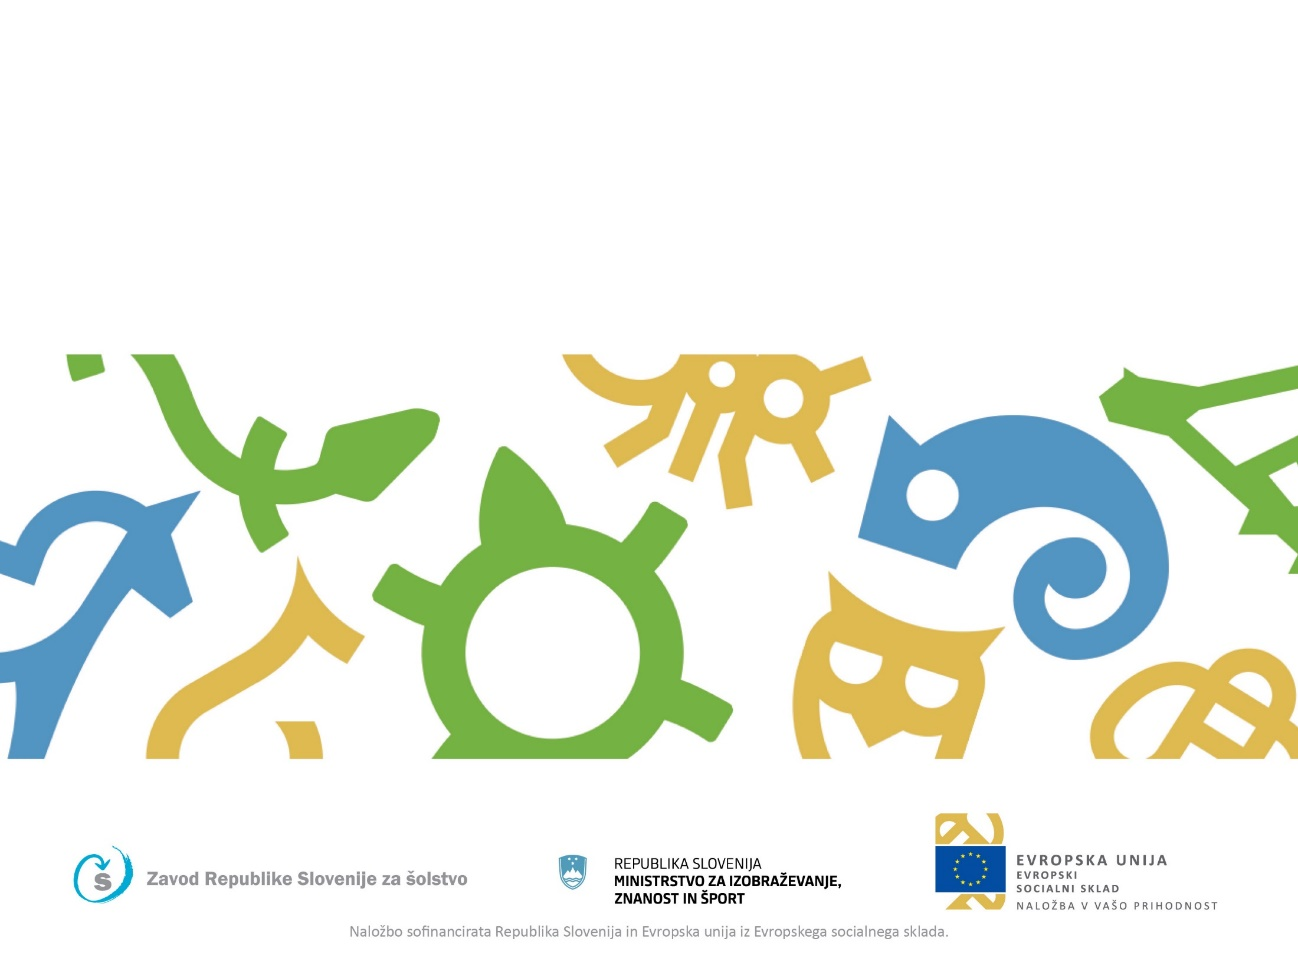 š
Zavod Republike Slovenije za šolstvo
REPUBLIKA SLOVENIJA
MINISTRSTVO ZA IZOBRAŽEVANJE,
ZNANOST IN ŠPORT
EVROPSKA UNIJA
EVROPSKI
SOCIALNI SKLAD
NALOŽBA V VAŠO PRIHODNOST
Naložbo sofinancirata Republika Slovenija in Evropska unija iz Evropskega socialnega sklada.